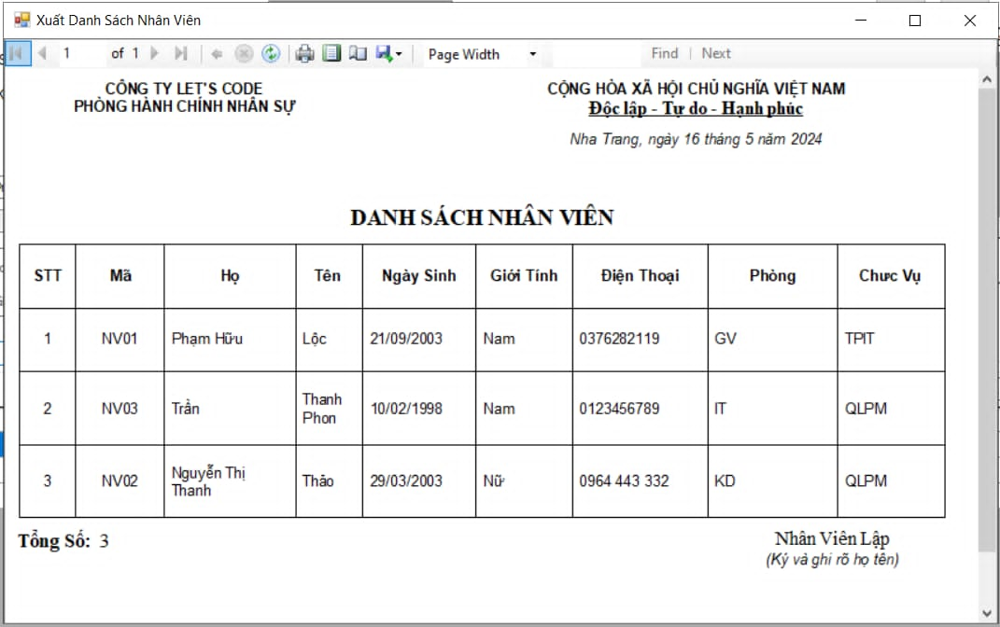 Xuất Danh Sách Nhân Viên
1 of 1 Page Width Find Next
CÔNG TY LET'S CODE
PHÒNG HÀNH CHÍNH NHÂN SỰ
CỘNG HÒA XÃ HỘI CHỦ NGHĨA VIỆT NAM
Độc lập - Tự do - Hạnh phúc
Nha Trang, ngày 16 tháng 5 năm 2024
DANH SÁCH NHÂN VIÊN
STT Mã Họ Tên Ngày Sinh Giới Tính Điện Thoại Phòng Chưc Vụ
1 NV01 Phạm Hữu Lộc 21/09/2003 Nam 0376282119 GV TPIT
2 NV03 Trần Thanh Phon 10/02/1998 Nam 0123456789 IT QLPM
3 NV02 Nguyễn Thị Thanh Thảo 29/03/2003 Nữ 0964 443 332 KD QLPM
Tổng Số: 3
Nhân Viên Lập
(Ký và ghi rõ họ tên)